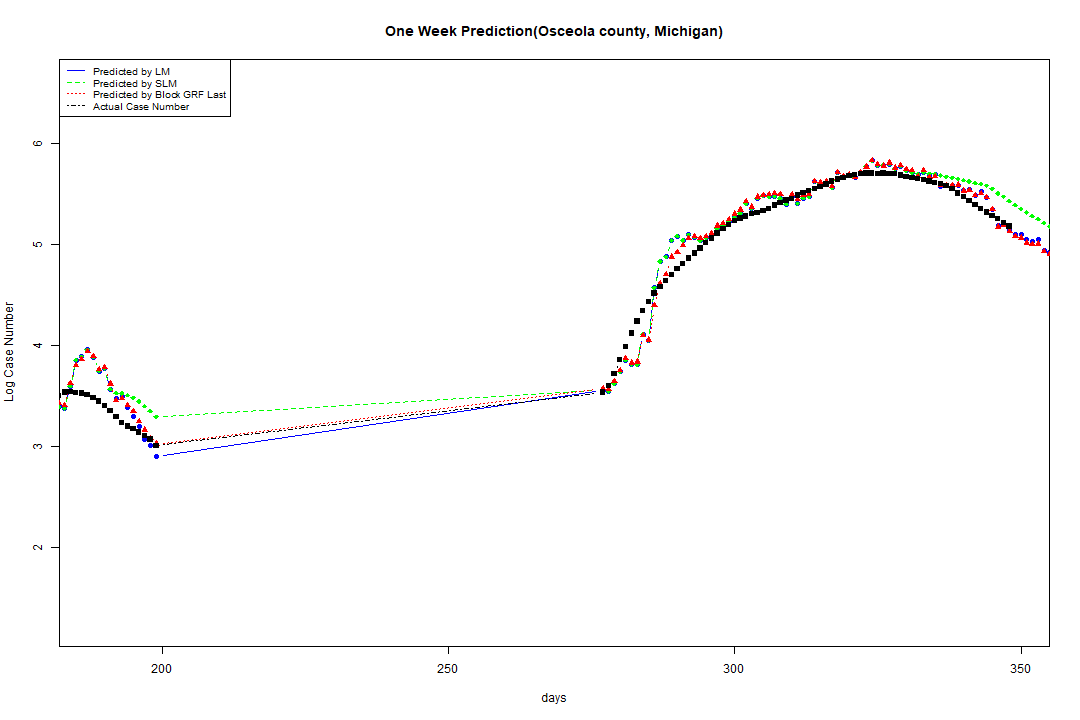 One Week Prediction(Osceola county, Michigan)
Predicted by LM
Predicted by SLM
Predicted by Block GRF Last
Actual Case Number
6
5
4
3
2
Log Case Number
200
250
300
350
days